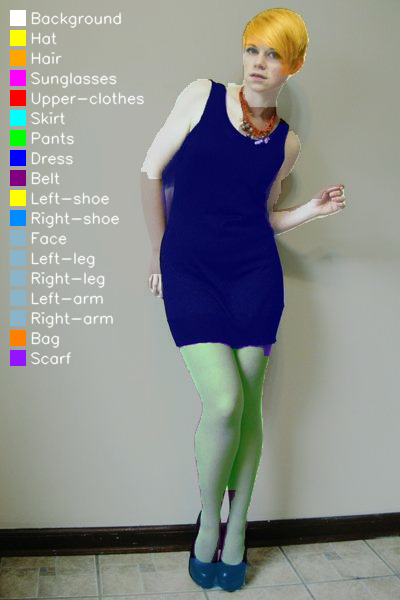 Background
Hat
Hair
Sunglasses
Upper-clothes
Skirt
Pants
Dress
Belt
Left-shoe
Right-shoe
Face
Left-leg
Right-leg
Left-arm
Right-arm
Bag
Scarf